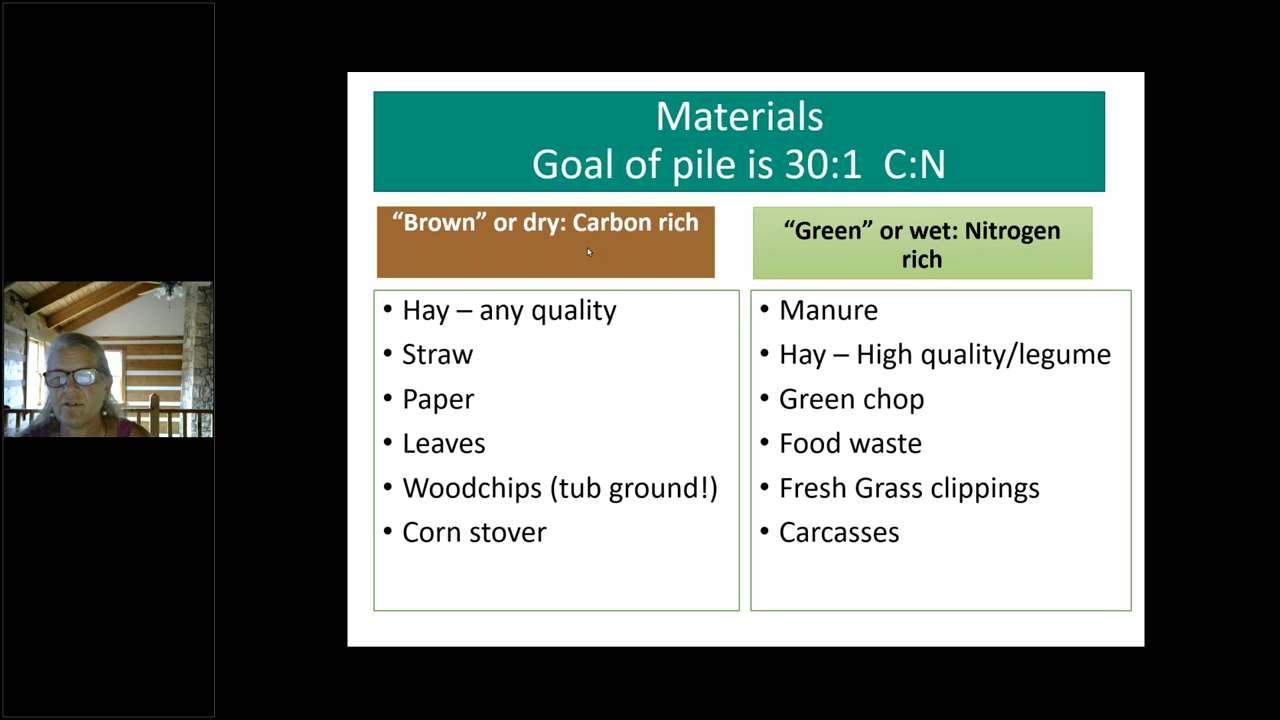 Materials
Goal of pile is 30:1 C:N
“Brown” or dry: Carbon rich
“Green” or wet: Nitrogen
rich
• Hay – any quality
• Straw
• Paper
• Leaves
• Woodchips (tub ground!)
• Corn stover
• Manure
• Hay – High quality/legume
• Green chop
• Food waste
• Fresh Grass clippings
• Carcasses